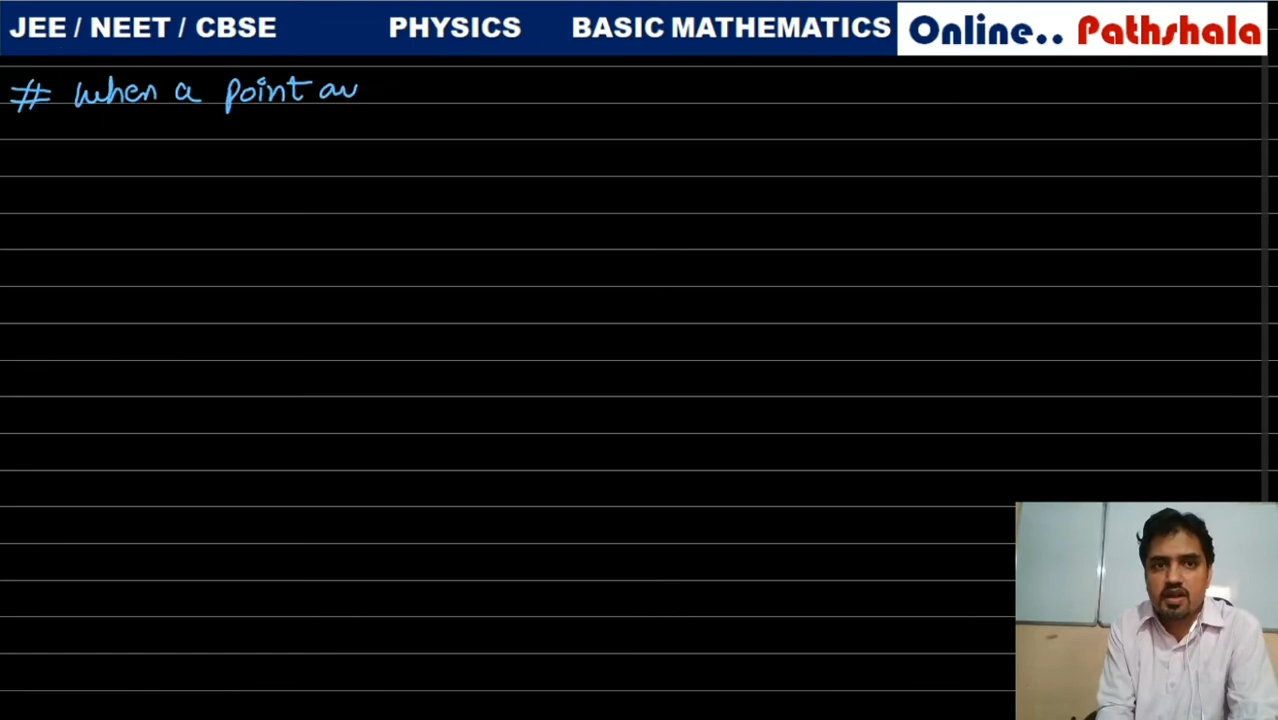 JEE / NEET / CBSE PHYSICS BASIC MATHEMATICS Online.. Pathshala
# When a point